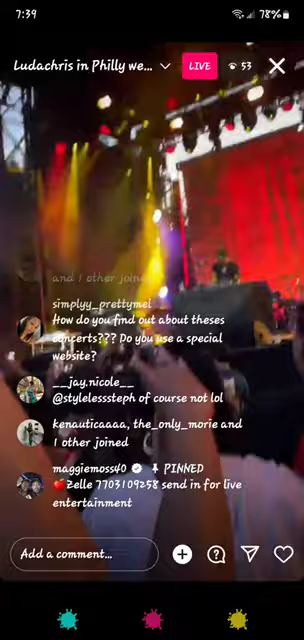 7:39
78%
Ludachris in Philly we...
LIVE
53
and 1 other joined
simplyy_prettymel
How do you find out about theses
concerts??? Do you use a special
website?
__jay.nicole__
@stylelesssteph of course not lol
kenauticaaaa, the_only_morie and
1 other joined
maggiemoss40 PINNED
Zelle 7703109258 send in for live
entertainment
Add a comment...